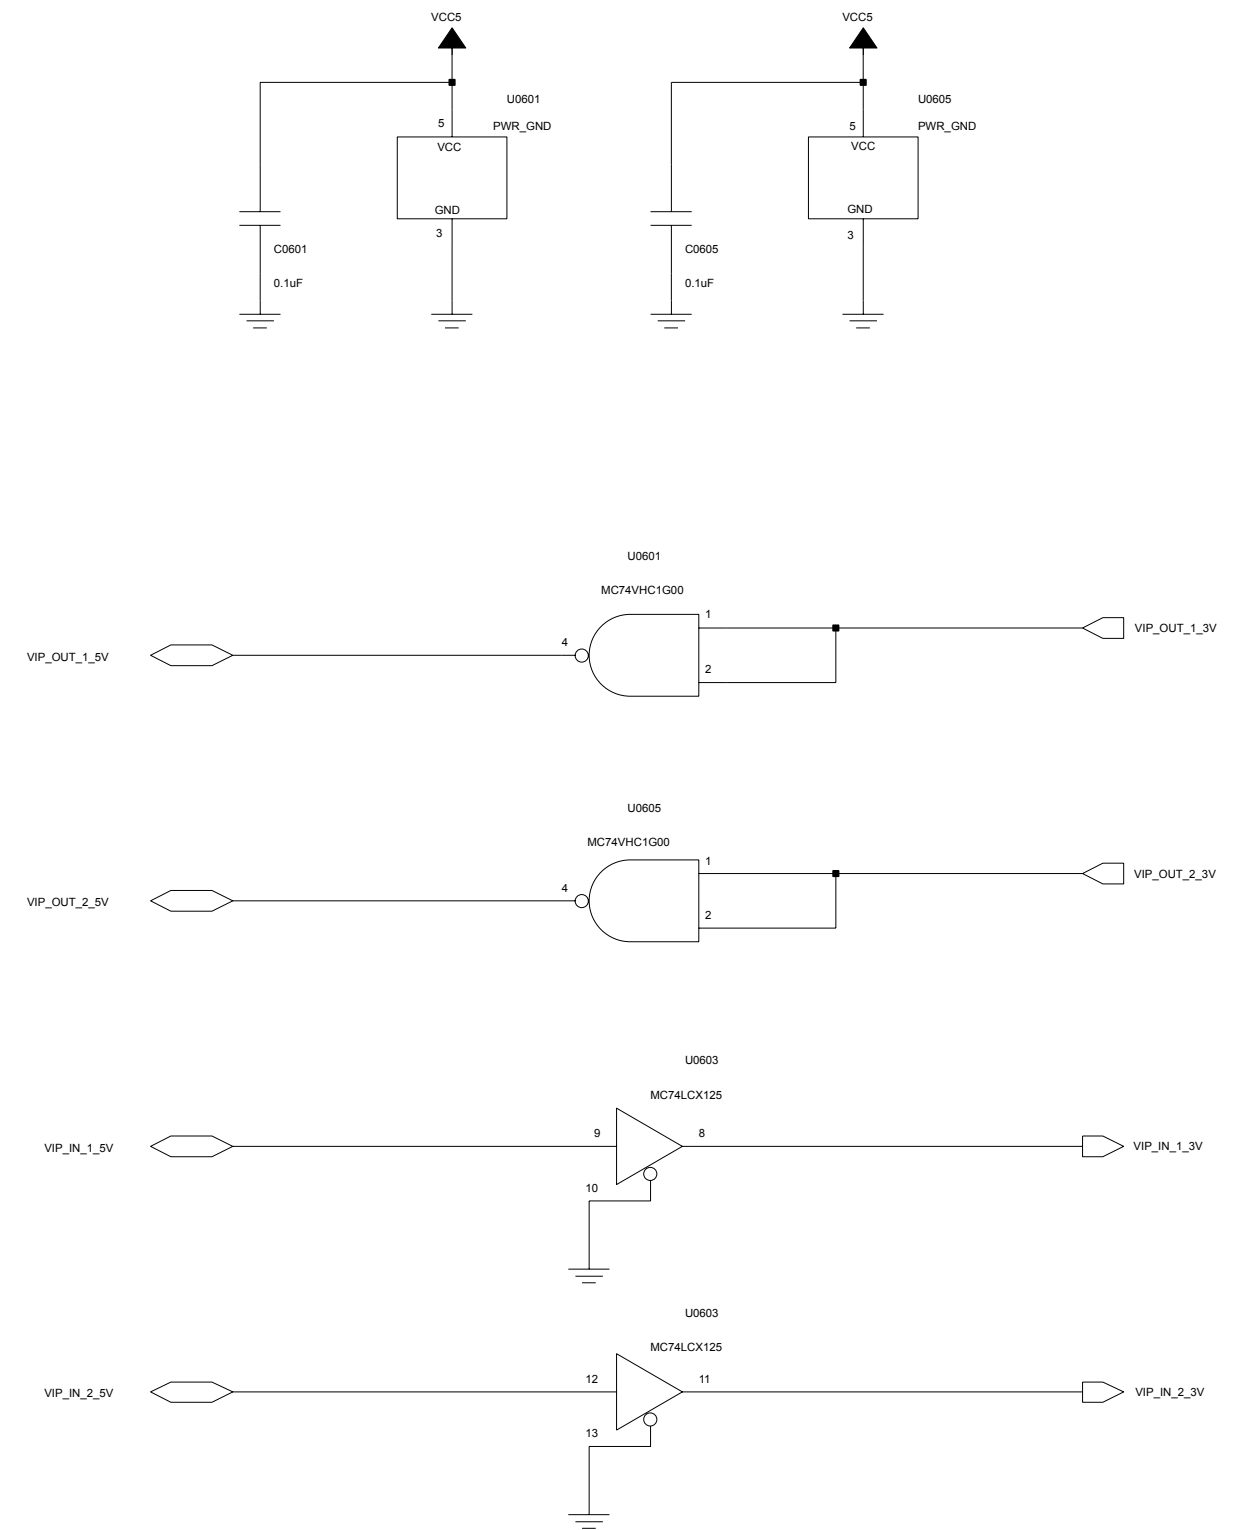 VCC5
VCC5
U0601
U0605
5
PWR_GND
5
PWR_GND
VCC
VCC
GND
GND
3
3
C0601
C0605
0.1uF
0.1uF
U0601
MC74VHC1G00
1
VIP_OUT_1_3V
4
VIP_OUT_1_5V
2
U0605
MC74VHC1G00
1
VIP_OUT_2_3V
4
VIP_OUT_2_5V
2
U0603
MC74LCX125
9
8
VIP_IN_1_5V
VIP_IN_1_3V
10
U0603
MC74LCX125
12
11
VIP_IN_2_5V
VIP_IN_2_3V
13